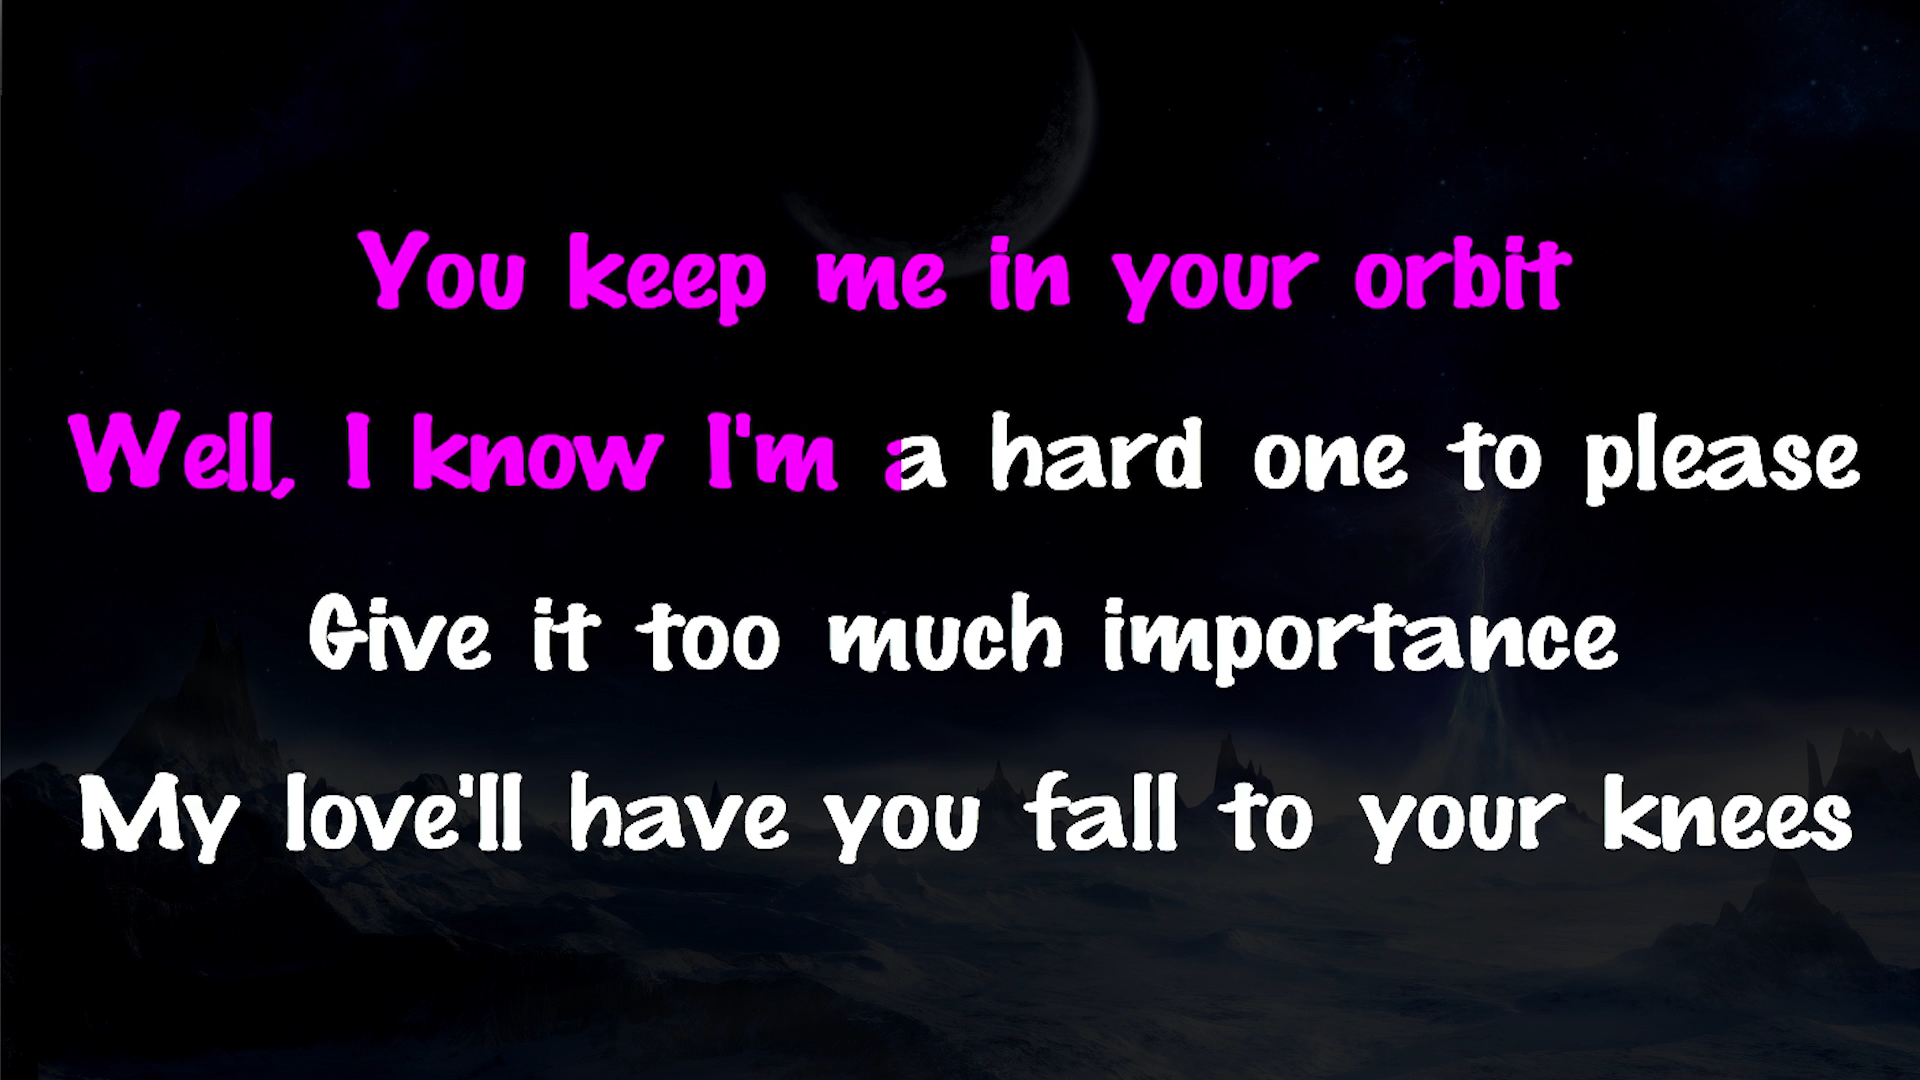 You keep me in your orbit
Well, I know I'm a hard one to please
Give it too much importance
My love'll have you fall to your knees